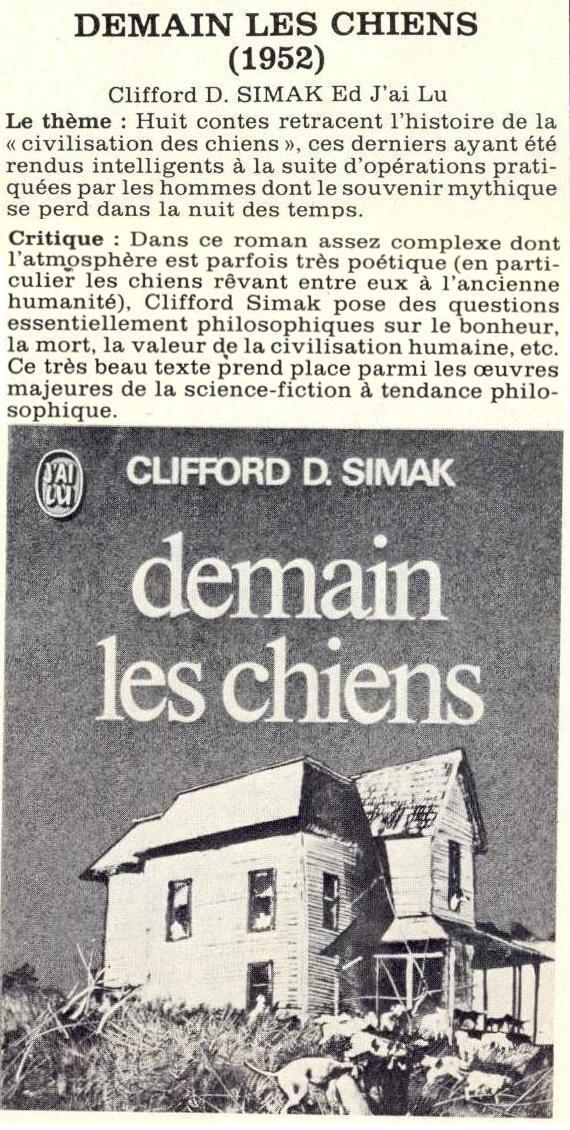 DEMAIN LES CHIENS
(1952)
Clifford D. SIMAK Ed J'ai Lu
Le thème : Huit contes retracent l'histoire de la
« civilisation des chiens », ces derniers ayant été
rendus intelligents à la suite d'opérations prati-
quées par les hommes dont le souvenir mythique
se perd dans la nuit des temps.
Critique : Dans ce roman assez complexe dont
l'atmosphère est parfois très poétique (en parti-
culier les chiens rêvant entre eux à l'ancienne
humanité), Clifford Simak pose des questions
essentiellement philosophiques sur le bonheur,
la mort, la valeur de la civilisation humaine, etc.
Ce très beau texte prend place parmi les œuvres
majeures de la science-fiction à tendance philo-
sophique.
J'AI
LU
CLIFFORD D. SIMAK
demain
les chiens